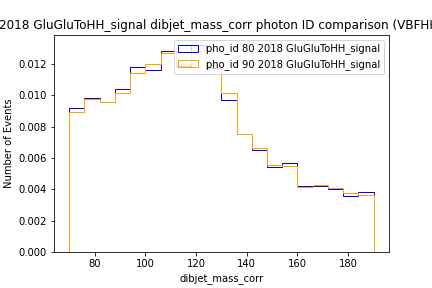 2018 GluGluToHH_signal dibjet_mass_corr photon ID comparison (VBFHH
pho_id 80 2018 GluGluToHH_signal
pho_id 90 2018 GluGluToHH_signal
Number of Events
0.012
0.010
0.008
0.006
0.004
0.002
0.000
80 100 120 140 160 180
dibjet_mass_corr